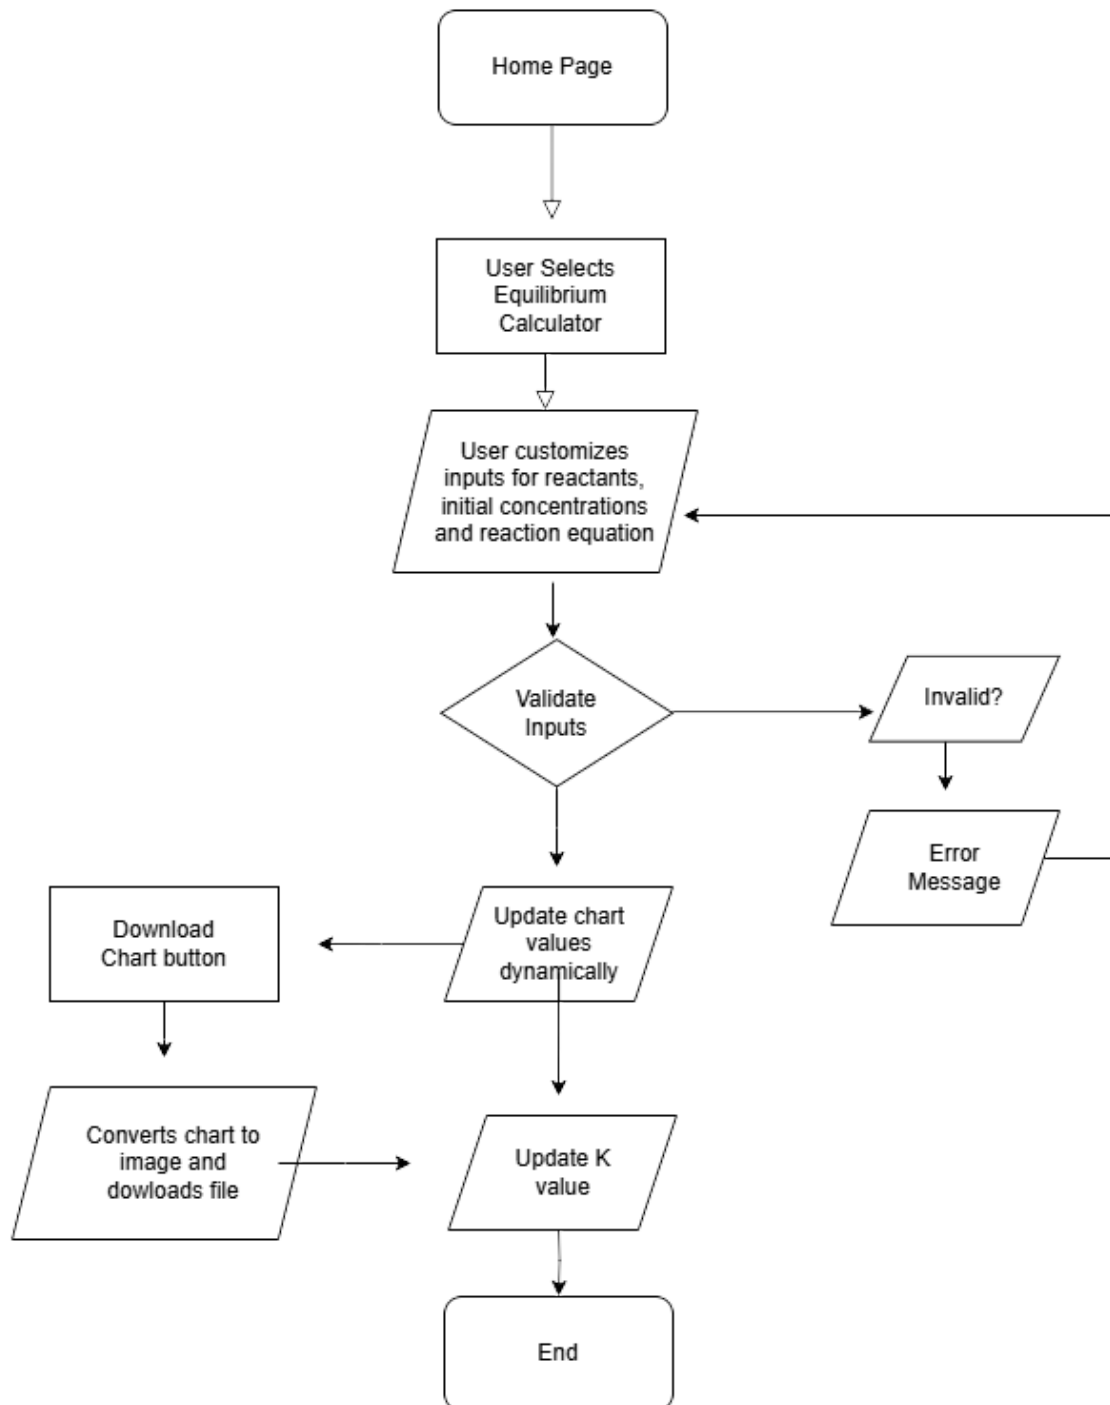 Home Page
User Selects
Equilibrium
Calculator
User customizes
inputs for reactants,
initial concentrations
and reaction equation
Validate
Inputs
Invalid?
Error
Message
Update chart
values
dynamically
Download
Chart button
Converts chart to
image and
dowloads file
Update K
value
End